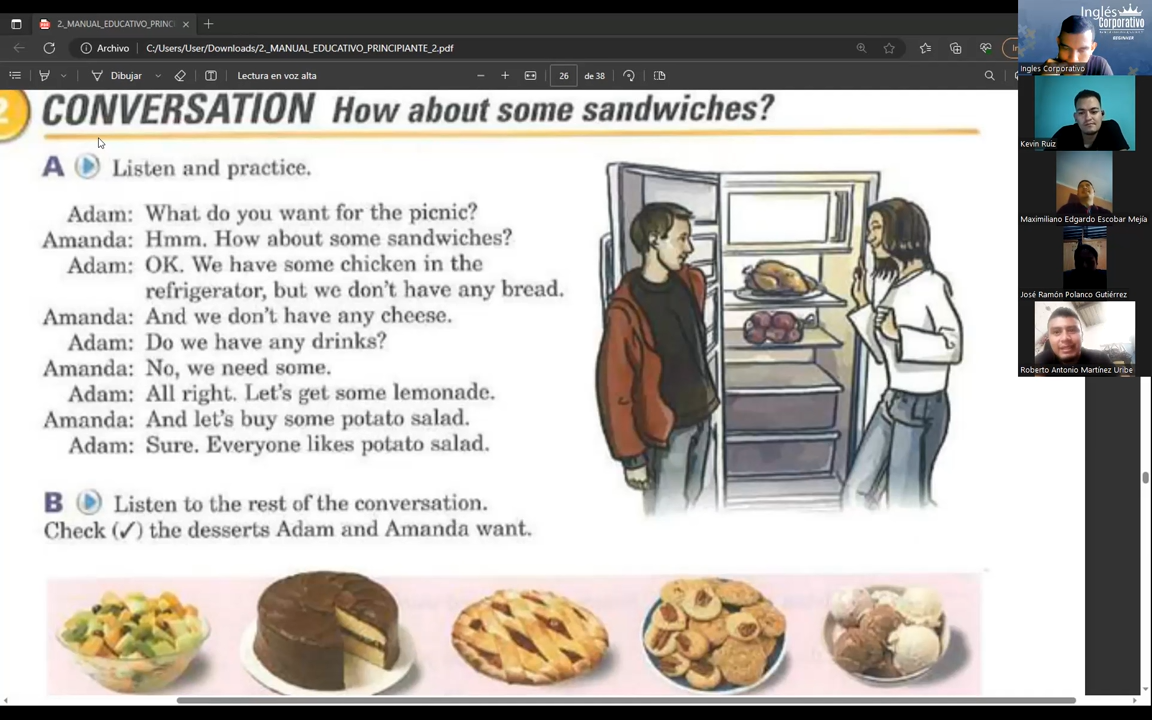 2._MANUAL_EDUCATIVO_PRINC
Archivo
C:/Users/User/Downloads/2._MANUAL_EDUCATIVO_PRINCIPIANTE_2.pdf
Dibujar
Lectura en voz alta
26
de 38
2 CONVERSATION How about some sandwiches?
A Listen and practice.
Adam: What do you want for the picnic?
Amanda: Hmm. How about some sandwiches?
Adam: OK. We have some chicken in the
refrigerator, but we don't have any bread.
Amanda: And we don't have any cheese.
Adam: Do we have any drinks?
Amanda: No, we need some.
Adam: All right. Let's get some lemonade.
Amanda: And let's buy some potato salad.
Adam: Sure. Everyone likes potato salad.
B Listen to the rest of the conversation.
Check (✓) the desserts Adam and Amanda want.
Inglés
Corporativo
BEGINNER
Ingles Corporativo
Kevin Ruiz
Maximiliano Edgardo Escobar Mejía
José Ramón Polanco Gutiérrez
Roberto Antonio Martínez Uribe